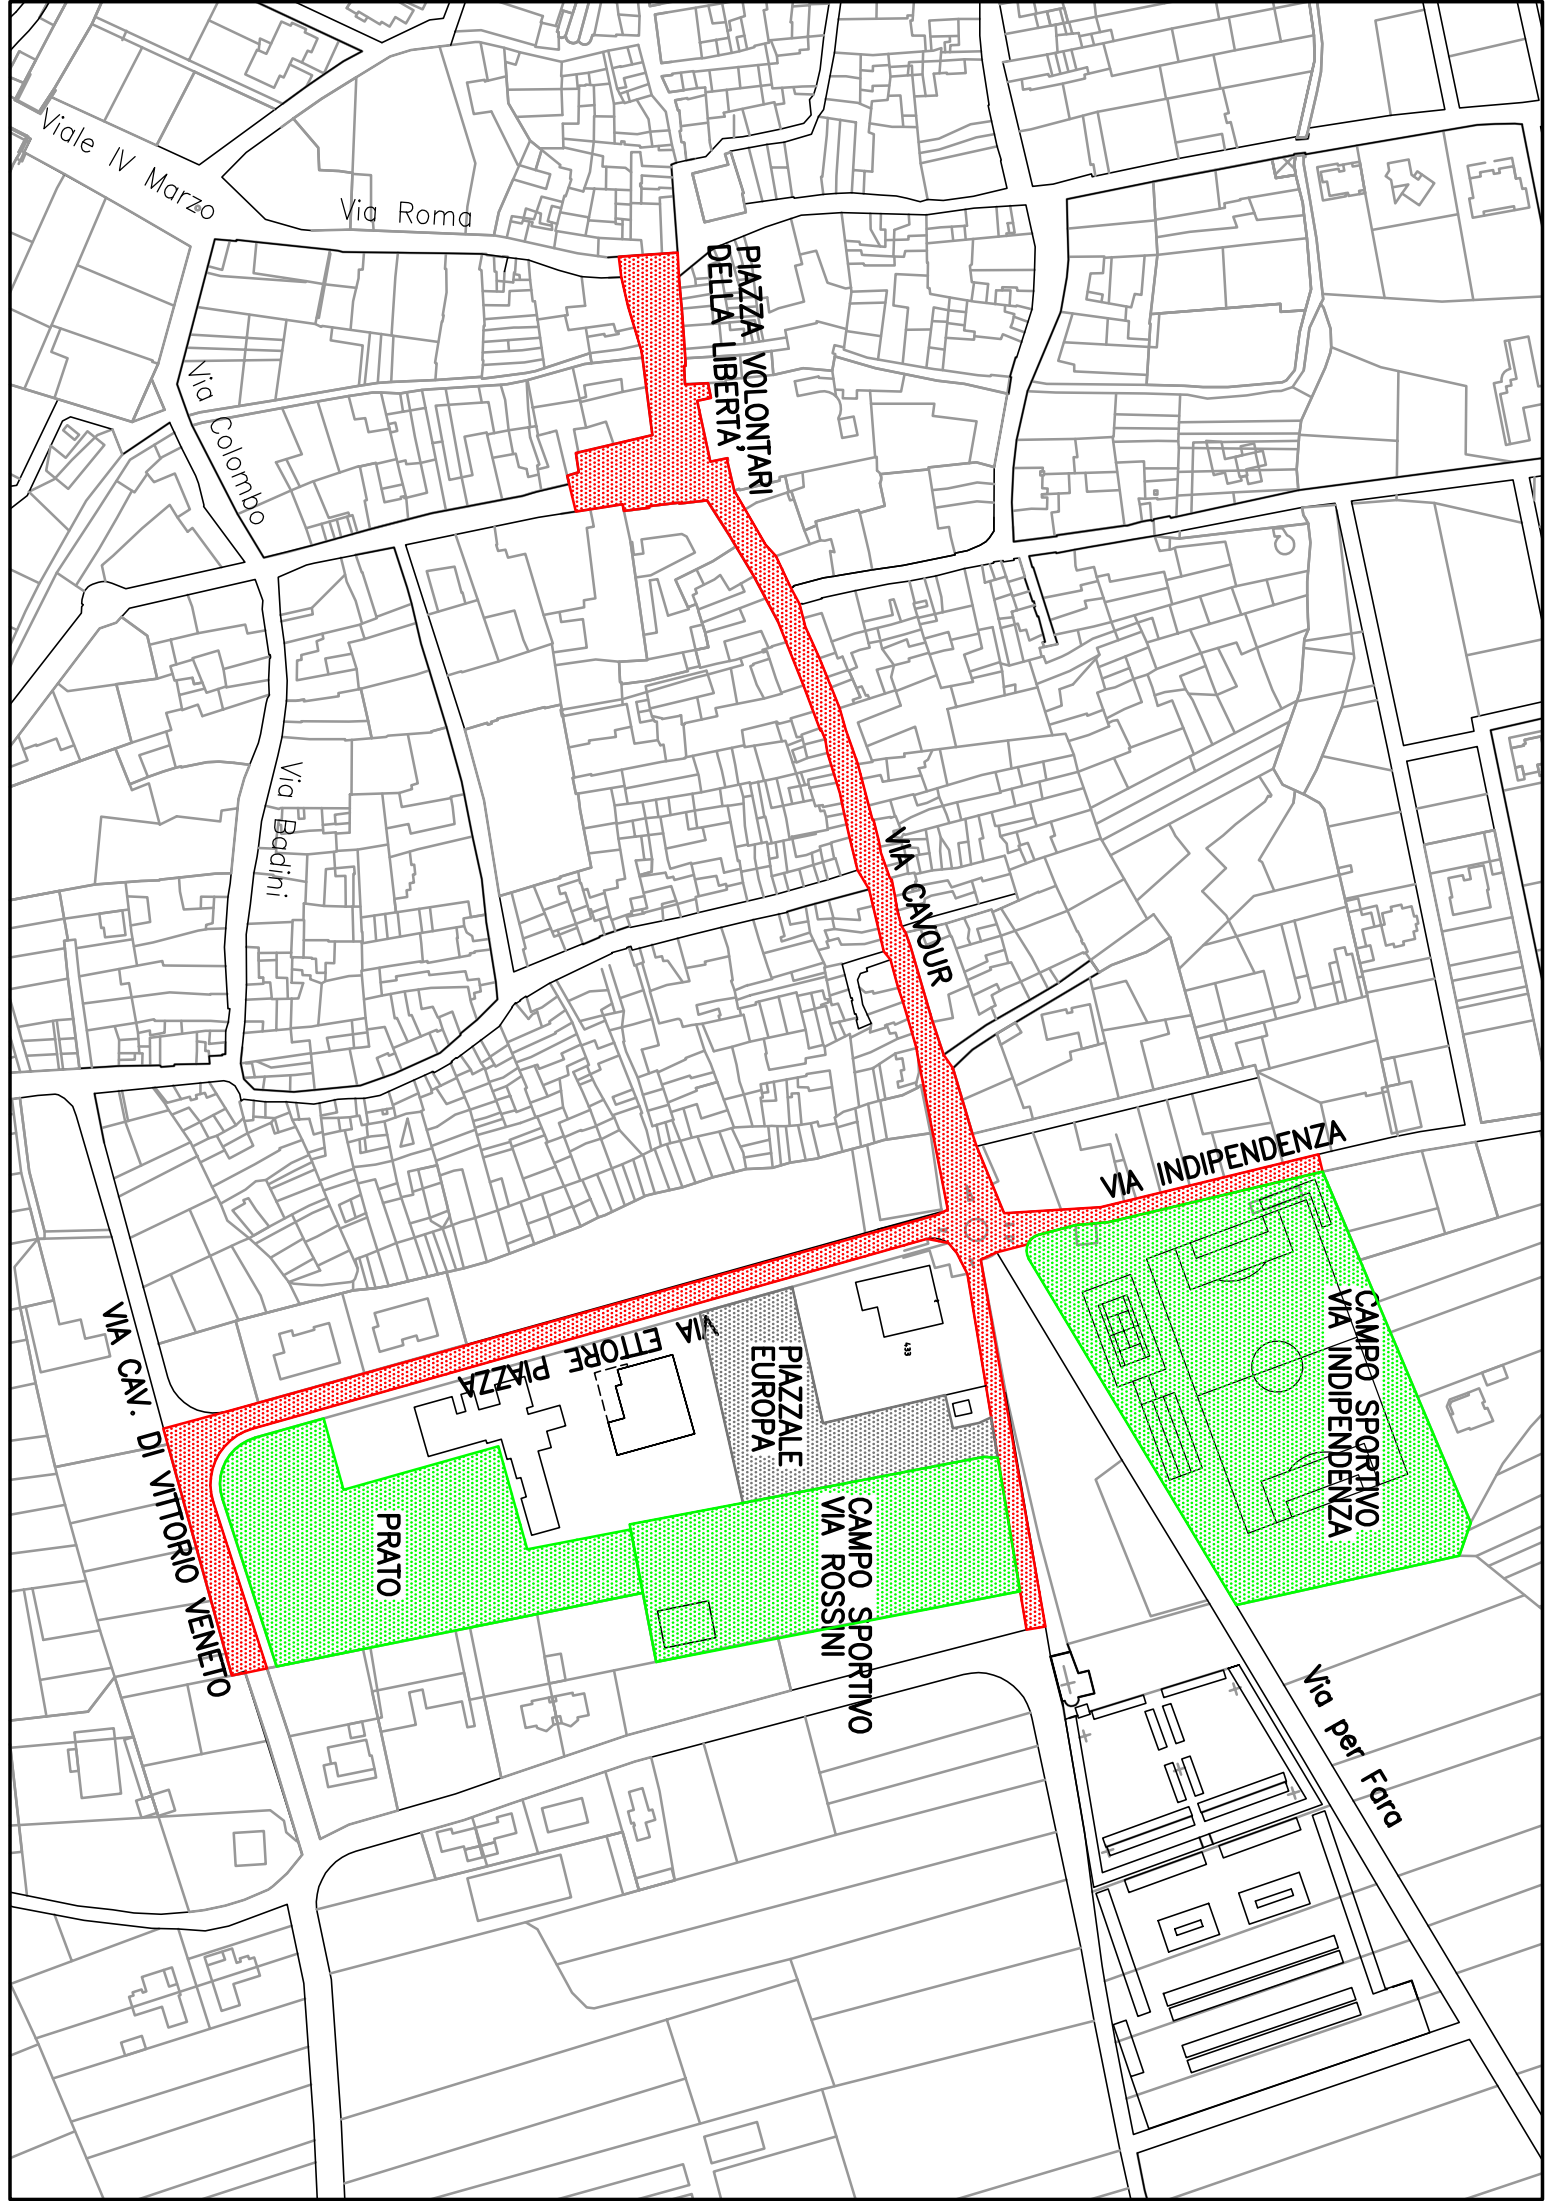 Viale IV Marzo
Via Roma
PIAZZA VOLONTARI
DELLA LIBERTA'
Via Colombo
Via Badini
VIA CAVOUR
VIA INDIPENDENZA
CAMPO SPORTIVO
VIA INDIPENDENZA
VIA ETTORE PIAZZA
PIAZZALE
EUROPA
433
VIA CAV. DI VITTORIO VENETO
PRATO
CAMPO SPORTIVO
VIA ROSSINI
Via per Fara